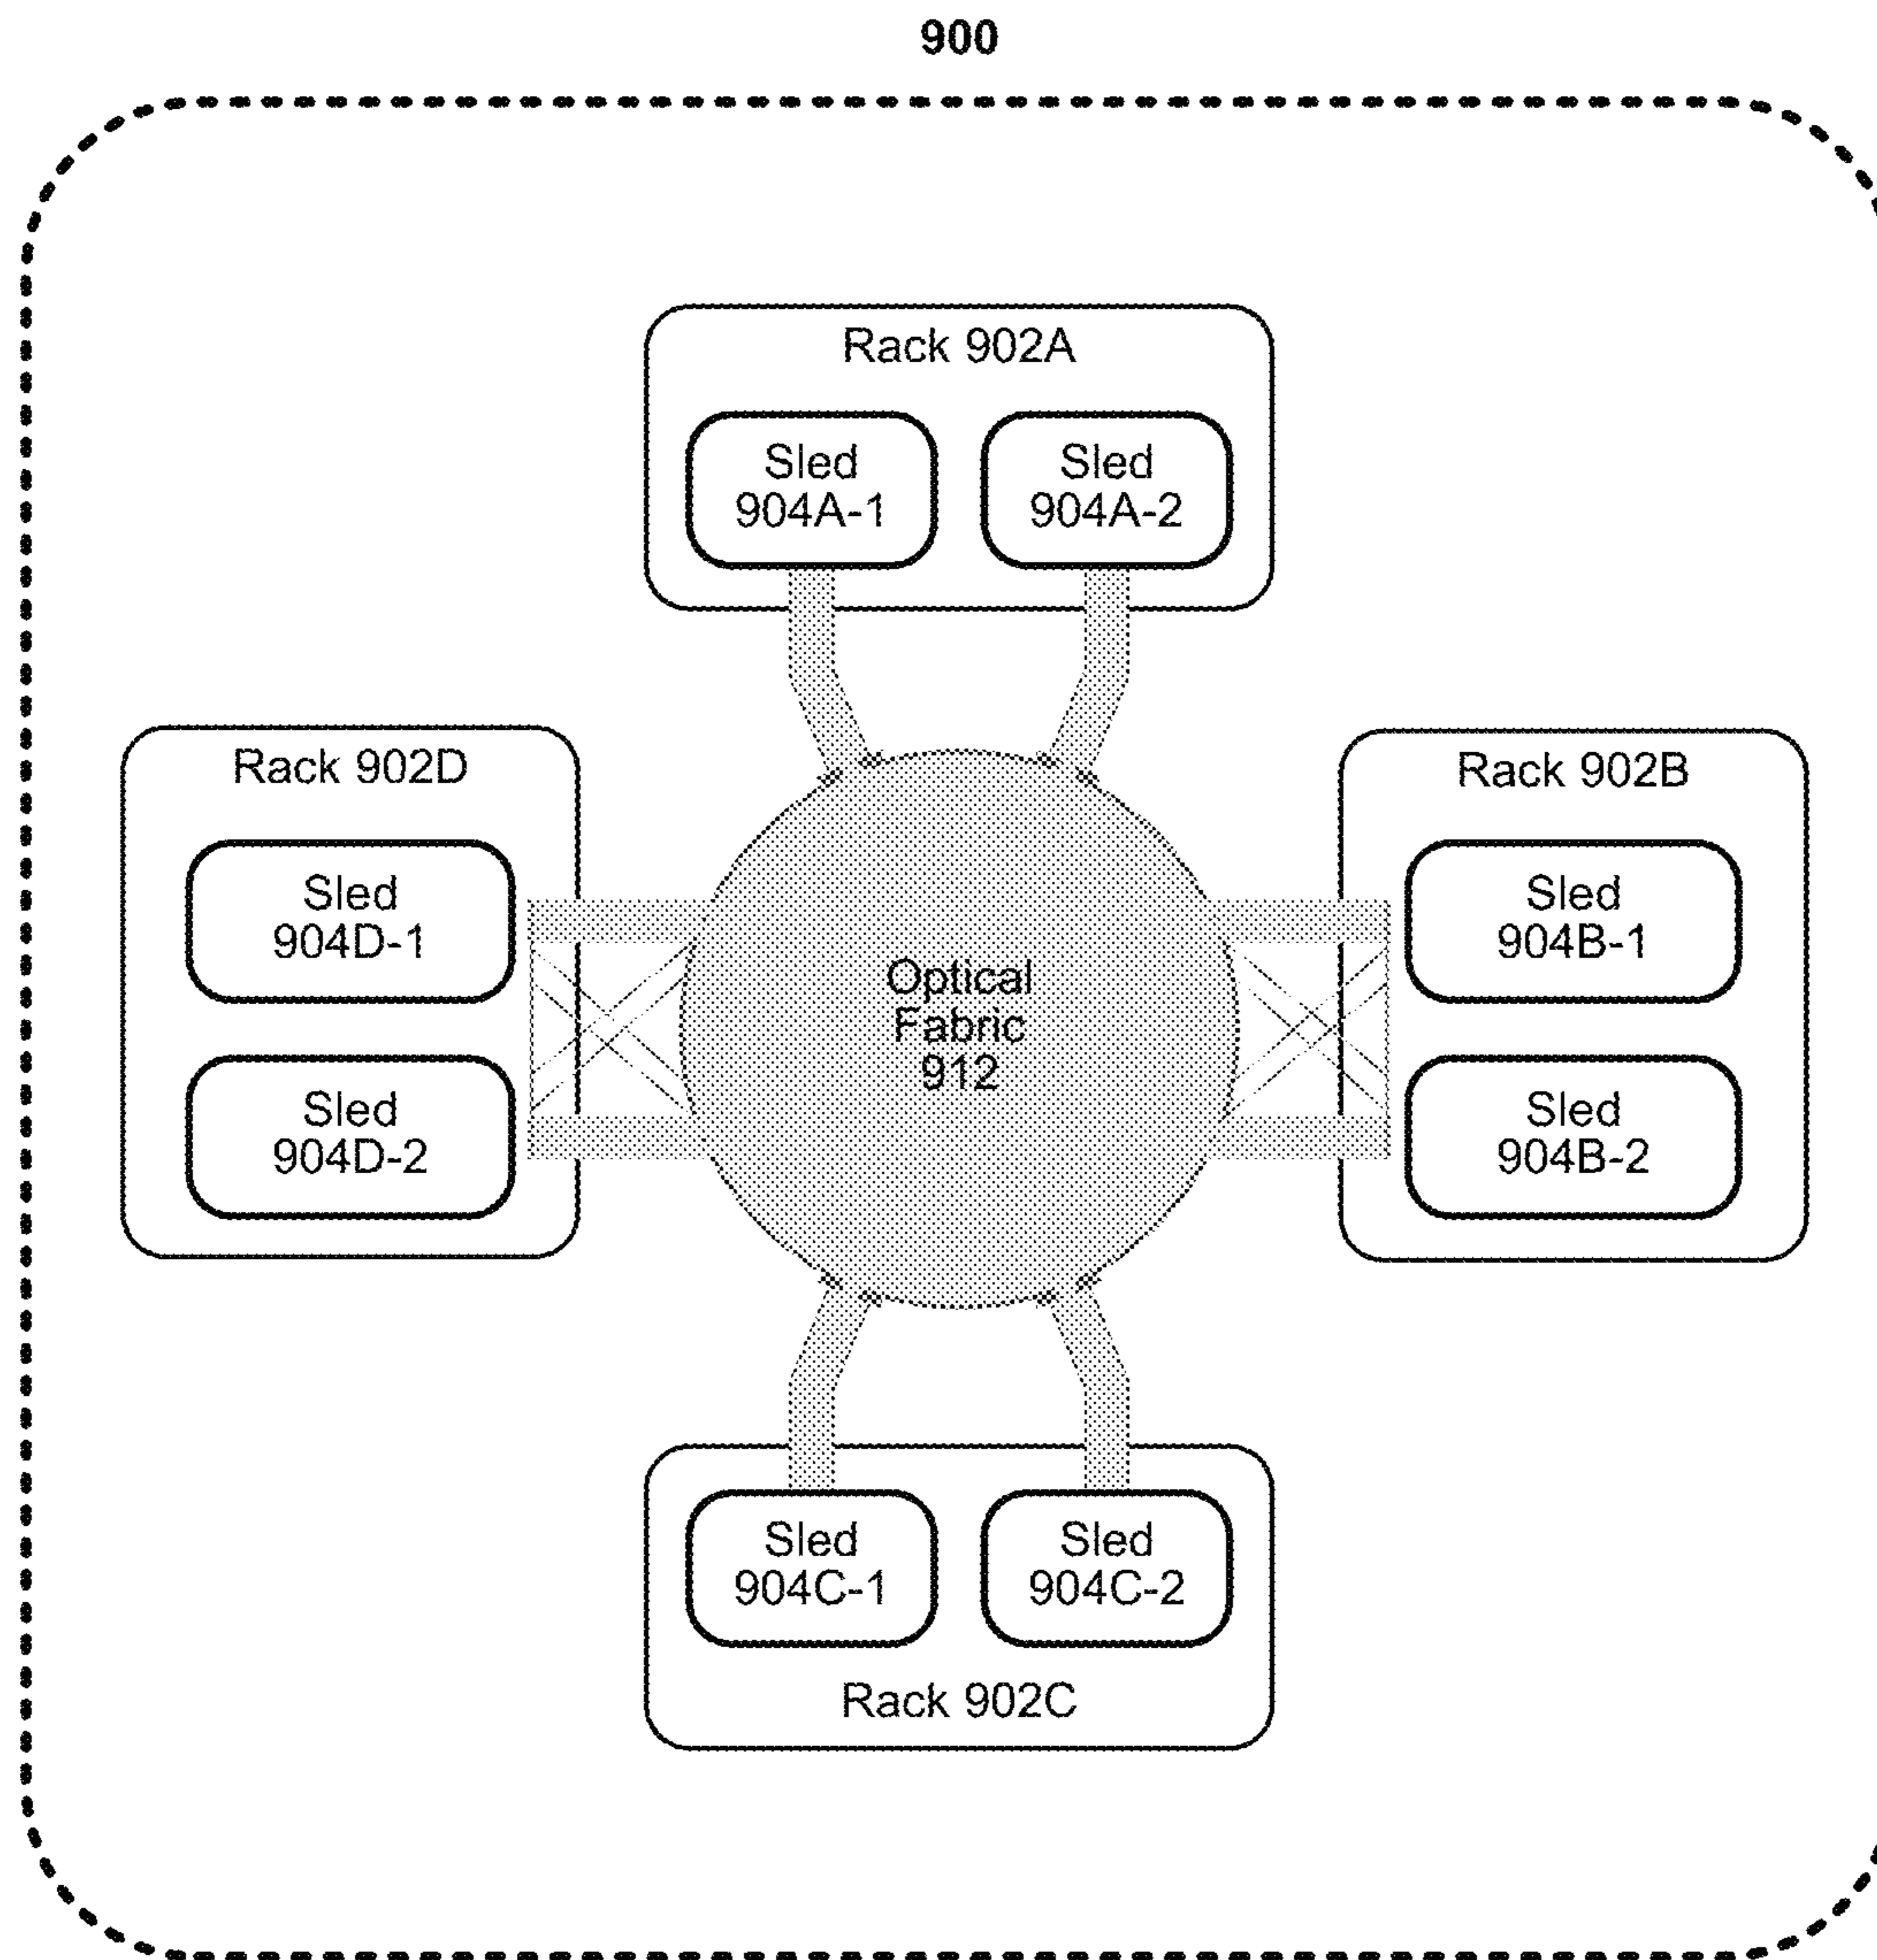 900
Rack 902A
Sled
904A-1
Sled
904A-2
Rack 902D
Sled
904D-1
Sled
904D-2
Optical
Fabric
912
Rack 902B
Sled
904B-1
Sled
904B-2
Sled
904C-1
Sled
904C-2
Rack 902C